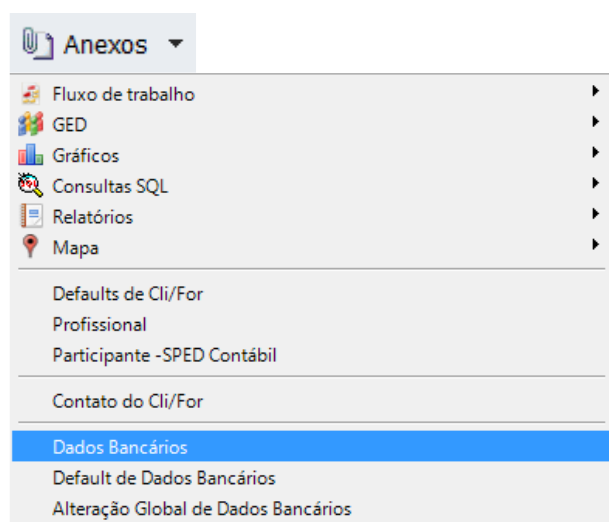 Anexos
Fluxo de trabalho
GED
Gráficos
Consultas SQL
Relatórios
Mapa
Defaults de Cli/For
Profissional
Participante -SPED Contábil
Contato do Cli/For
Dados Bancários
Default de Dados Bancários
Alteração Global de Dados Bancários